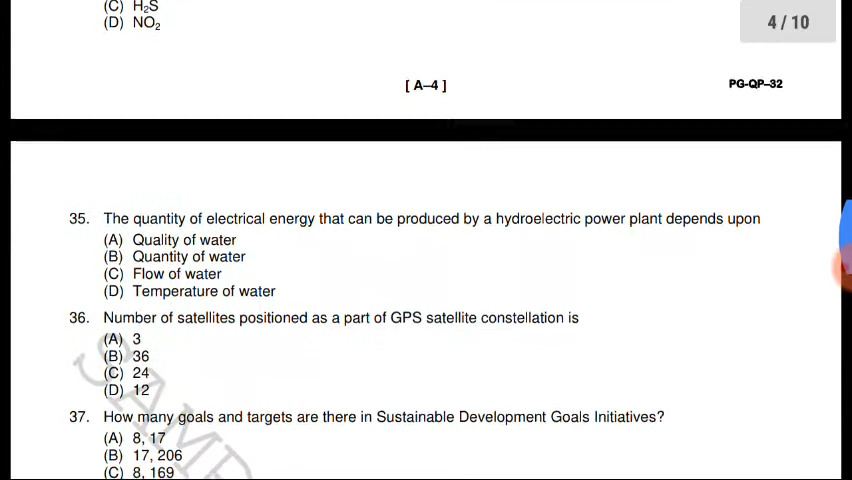 (C) H₂S
(D) NO₂
4 / 10
[ A–4 ]
PG-QP–32
35. The quantity of electrical energy that can be produced by a hydroelectric power plant depends upon
(A) Quality of water
(B) Quantity of water
(C) Flow of water
(D) Temperature of water
36. Number of satellites positioned as a part of GPS satellite constellation is
(A) 3
(B) 36
(C) 24
(D) 12
37. How many goals and targets are there in Sustainable Development Goals Initiatives?
(A) 8, 17
(B) 17, 206
(C) 8, 169